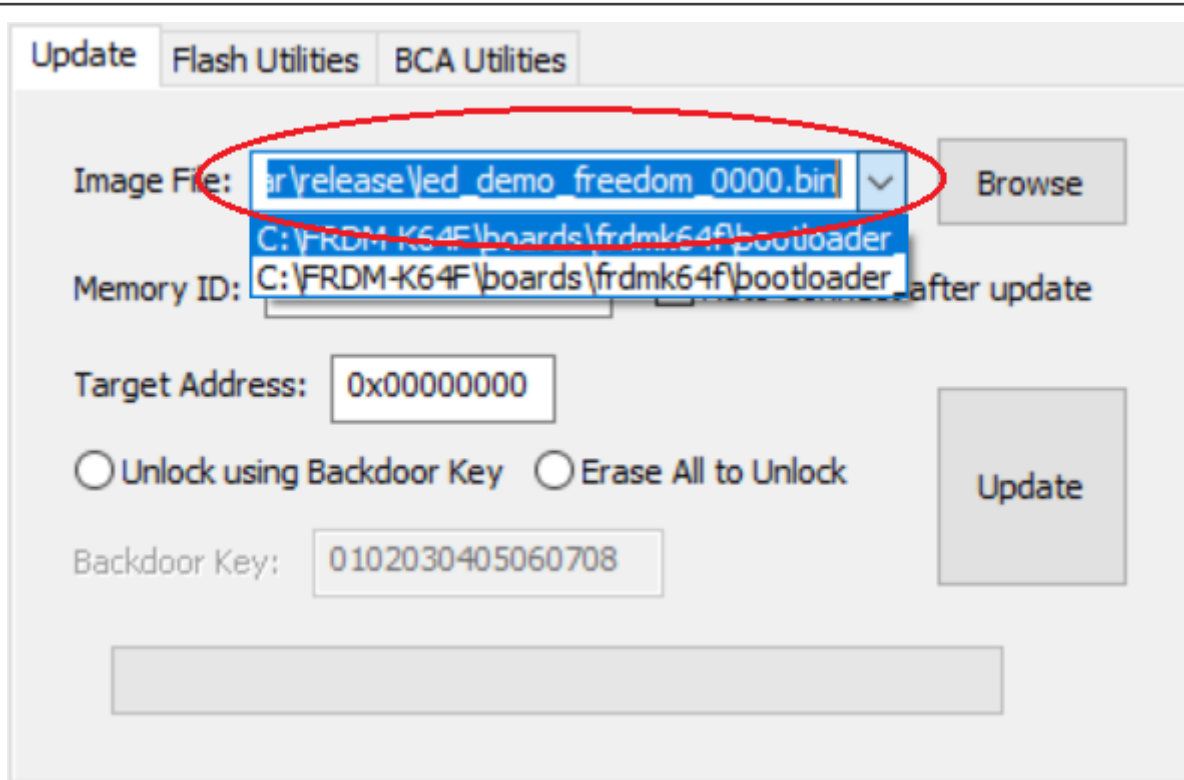 Update Flash Utilities BCA Utilities
Image File: ar\release\led_demo_freedom_0000.bin Browse
C:\FRDM-K64F\boards\frdmk64f\bootloader_
C:\FRDM-K64F\boards\frdmk64f\bootloader_
Memory ID: after update
Target Address: 0x00000000
Unlock using Backdoor Key Erase All to Unlock
Update
Backdoor Key: 0102030405060708